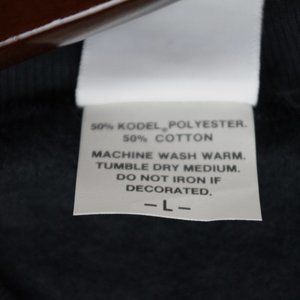 50% KODEL® POLYESTER.
50% COTTON
MACHINE WASH WARM.
TUMBLE DRY MEDIUM.
DO NOT IRON IF
DECORATED.
– L –